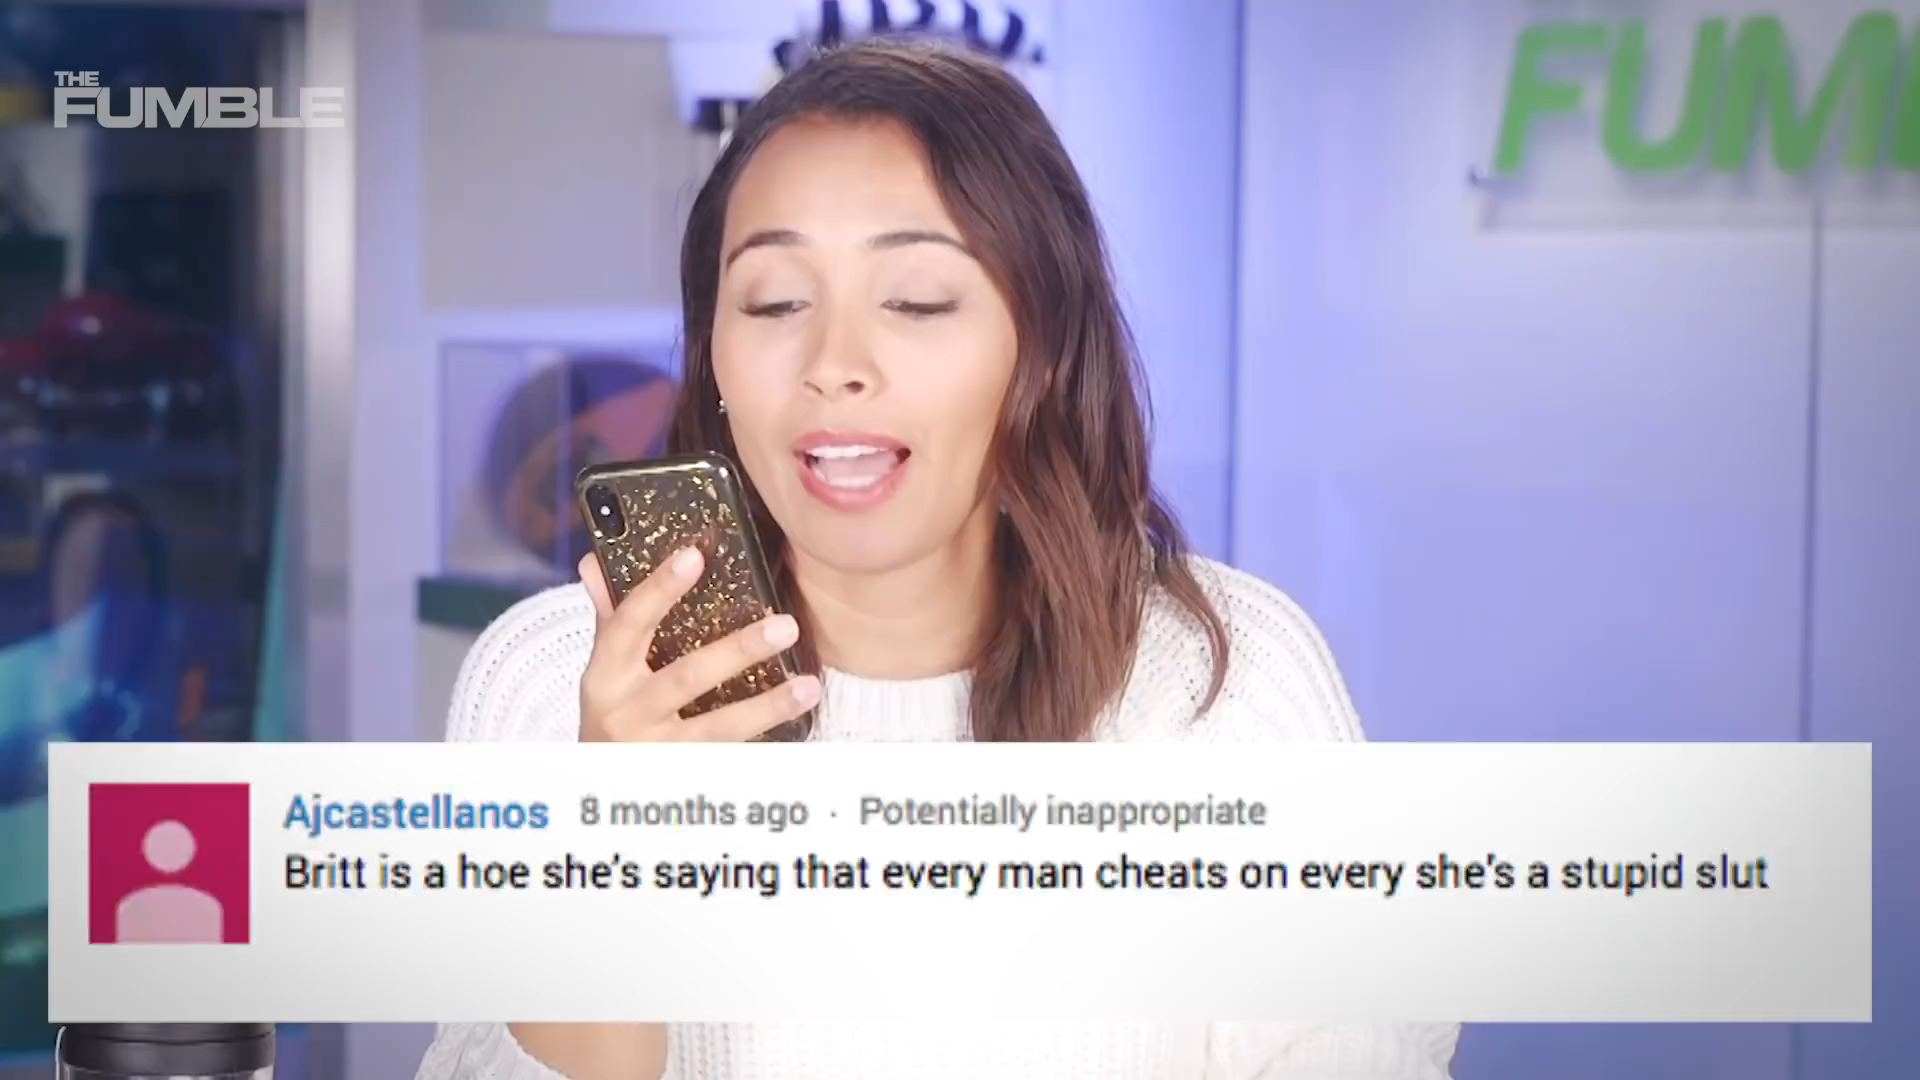 THE
FUMBLE
FUM
Ajcastellanos 8 months ago · Potentially inappropriate
Britt is a hoe she's saying that every man cheats on every she's a stupid slut